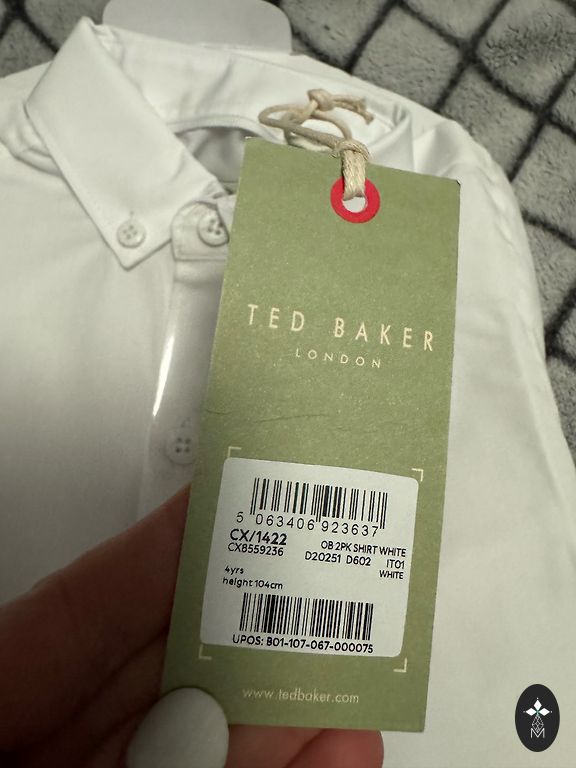 TED BAKER
LONDON
5 063406 923637
CX/1422 OB 2PK SHIRT WHITE
CX8559236 D20251 D602 IT01
WHITE
4yrs
height 104cm
UPOS: B01-107-067-000075
www.tedbaker.com
M